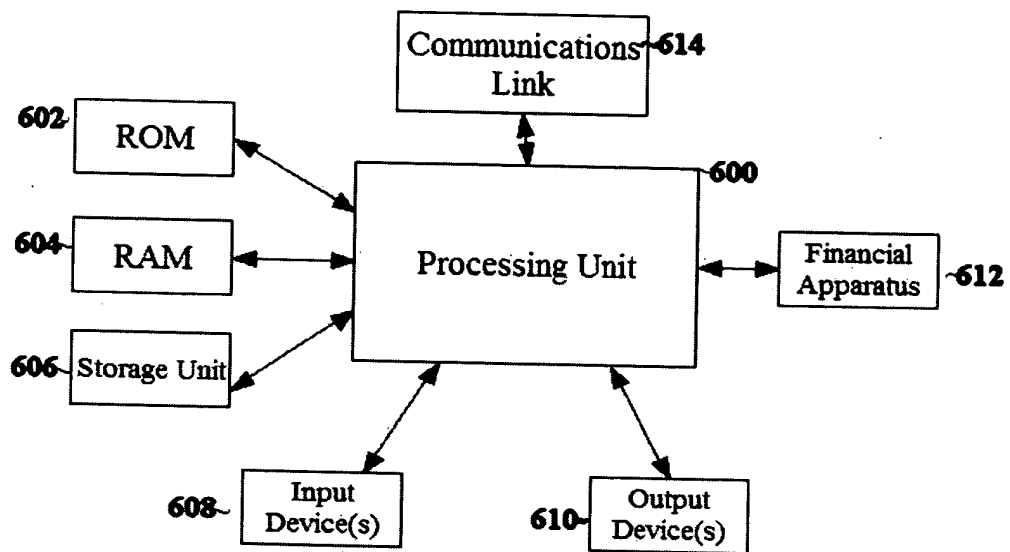 Communications
Link
614
602
ROM
600
604
RAM
Processing Unit
Financial
Apparatus
612
606
Storage Unit
608
Input
Device(s)
610
Output
Device(s)